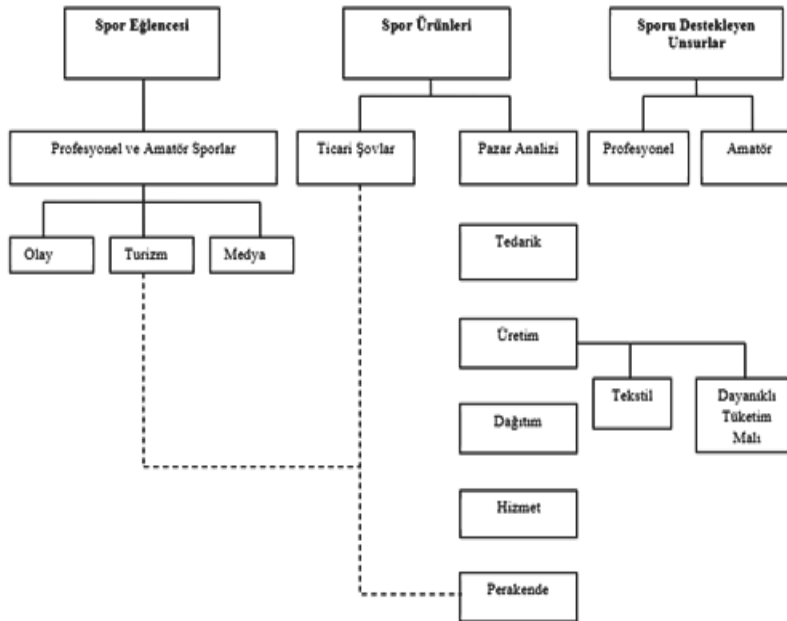 Spor Eğlencesi
Spor Ürünleri
Sporu Destekleyen
Unsurlar
Profesyonel ve Amatör Sporlar
Ticari Şovlar
Pazar Analizi
Profesyonel
Amatör
Olay
Turizm
Medya
Tedarik
Üretim
Tekstil
Dayanıklı
Tüketim
Malı
Dağıtım
Hizmet
Perakende